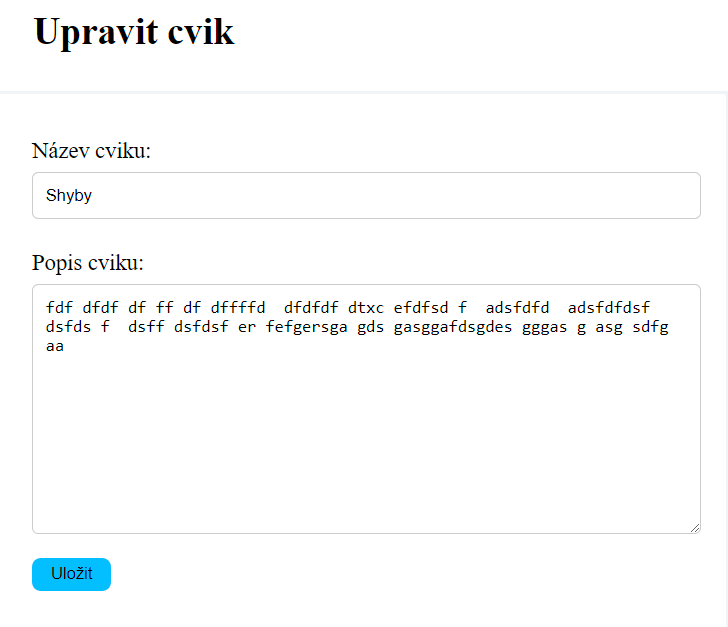 Upravit cvik
Název cviku:
Shyby
Popis cviku:
fdf dfdf df ff df dffffd  dfdfdf dtxc efdfsd f  adsfdfd  adsfdfdsf
dsfds f  dsff dsfdsf er fefgersga gds gasggafdsgdes gggas g asg sdfg
aa
Uložit